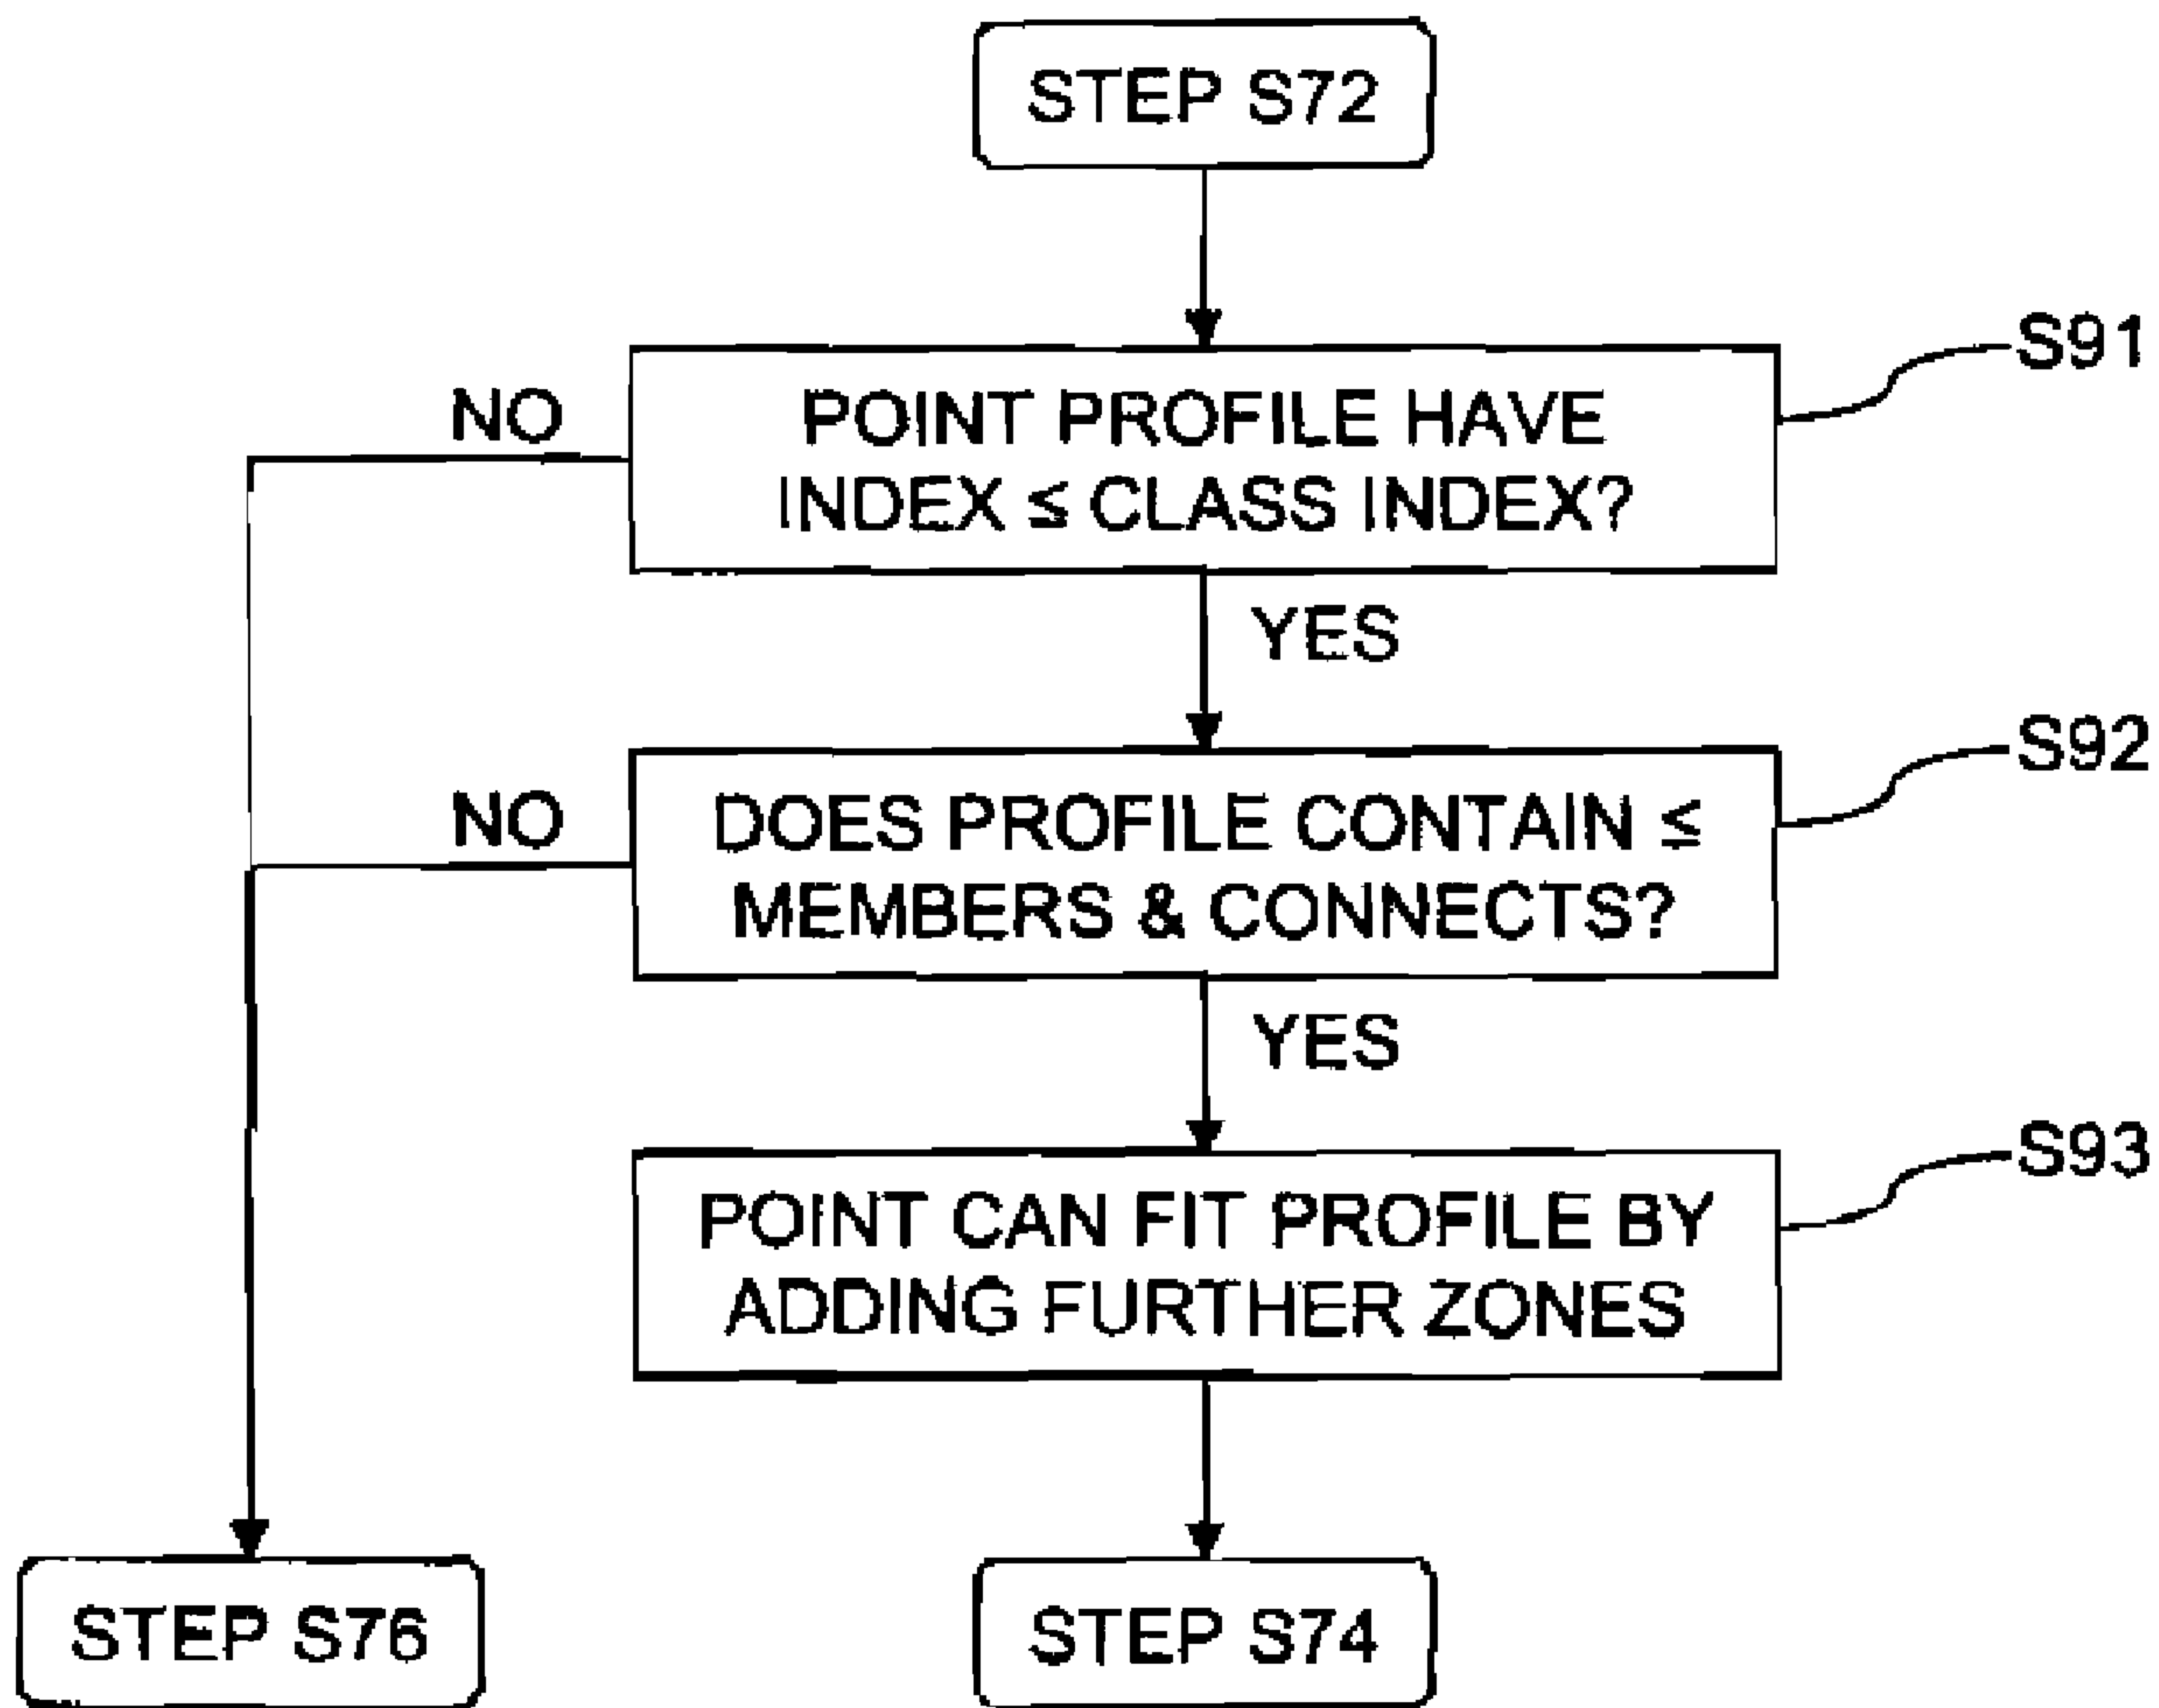 STEP S72
S91
NO
POINT PROFILE HAVE
INDEX ≤ CLASS INDEX?
YES
S92
NO
DOES PROFILE CONTAIN ≤
MEMBERS & CONNECTS?
YES
S93
POINT CAN FIT PROFILE BY
ADDING FURTHER ZONES
STEP S76
STEP S74